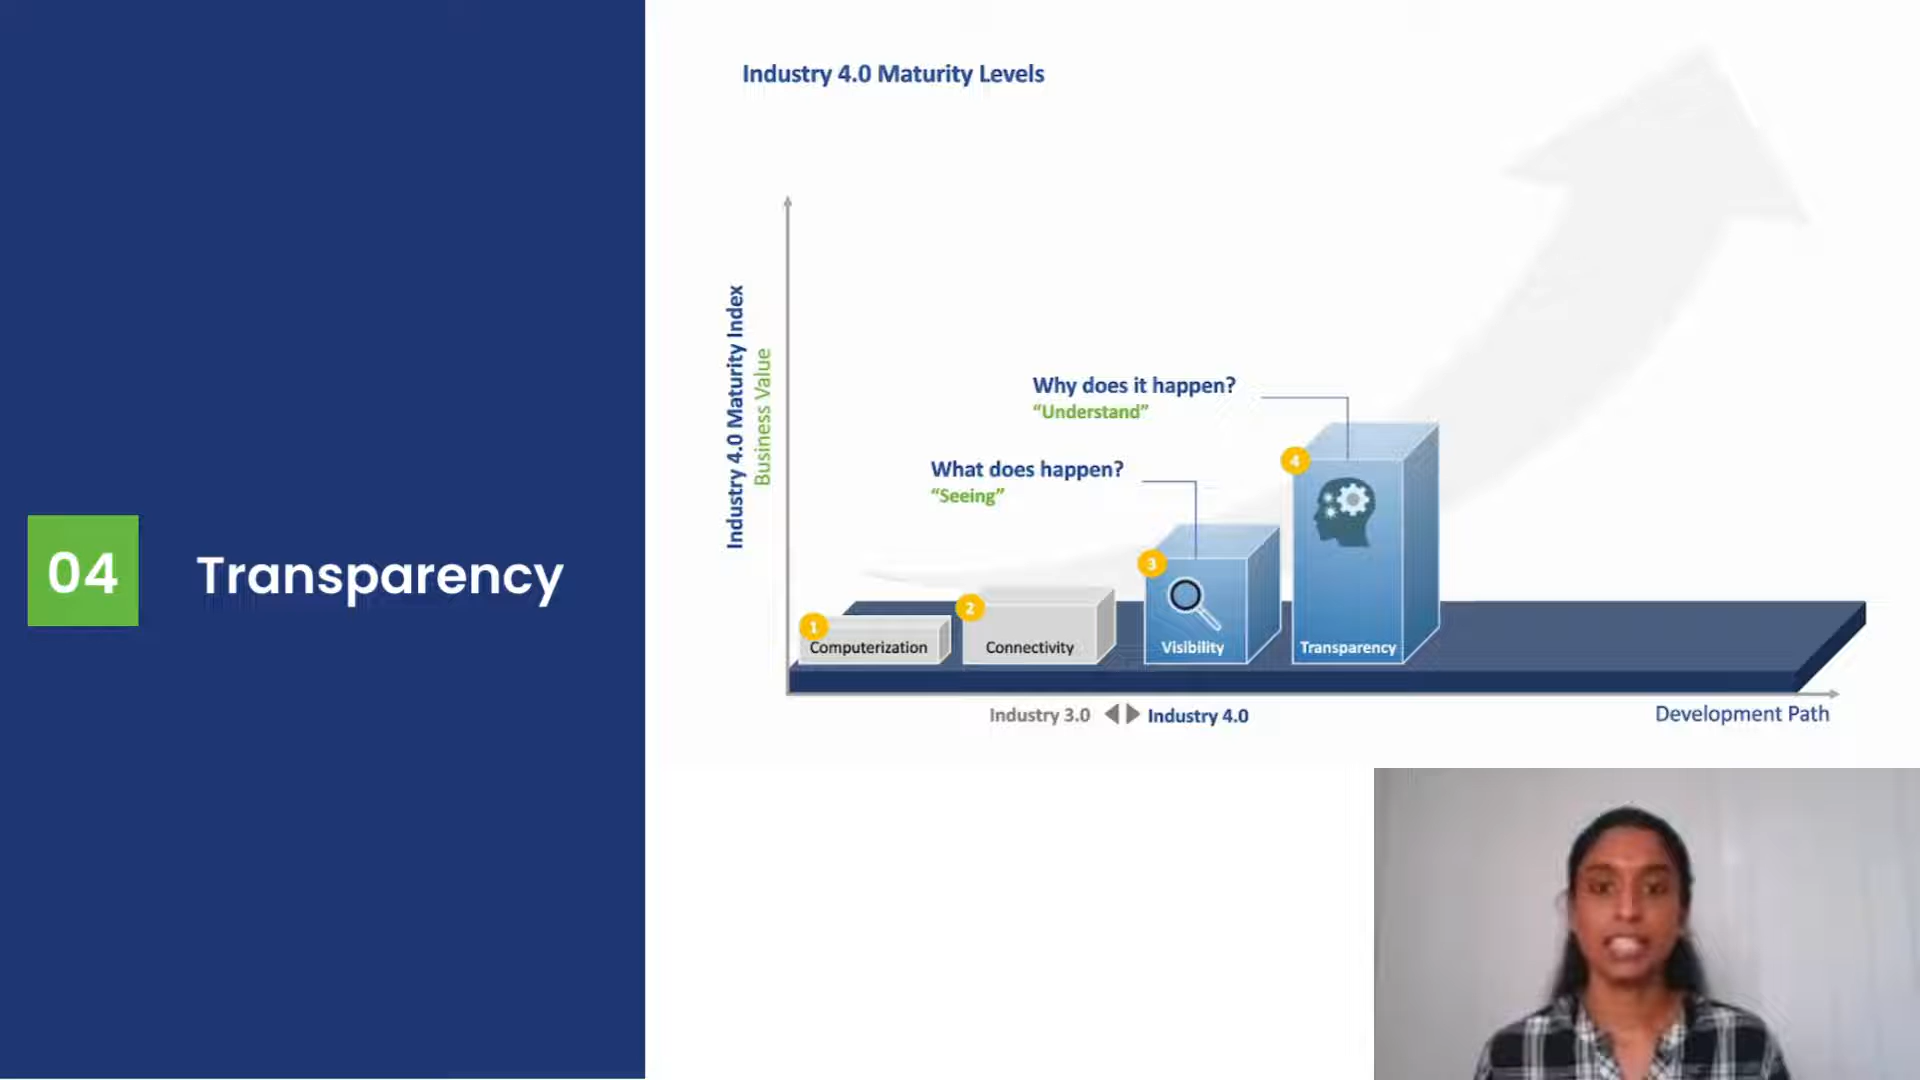 04 Transparency
Industry 4.0 Maturity Levels
Industry 4.0 Maturity Index
Business Value
Why does it happen?
“Understand”
What does happen?
“Seeing”
1
Computerization
2
Connectivity
3
Visibility
4
Transparency
Industry 3.0
Industry 4.0
Development Path